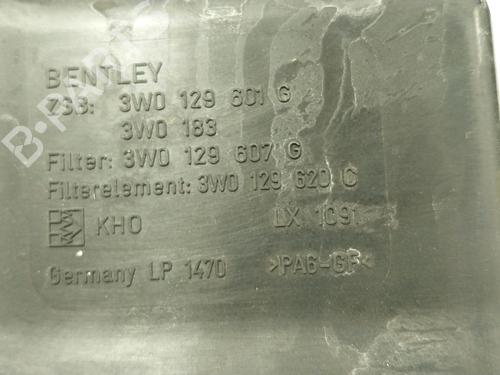 BENTLEY
ZSB: 3W0 129 601 G
3W0 183
Filter: 3W0 129 607 G
Filterelement: 3W0 129 620 C
KHO LX 1091
Germany LP 1470 >PA6-GF<
B-PARTS